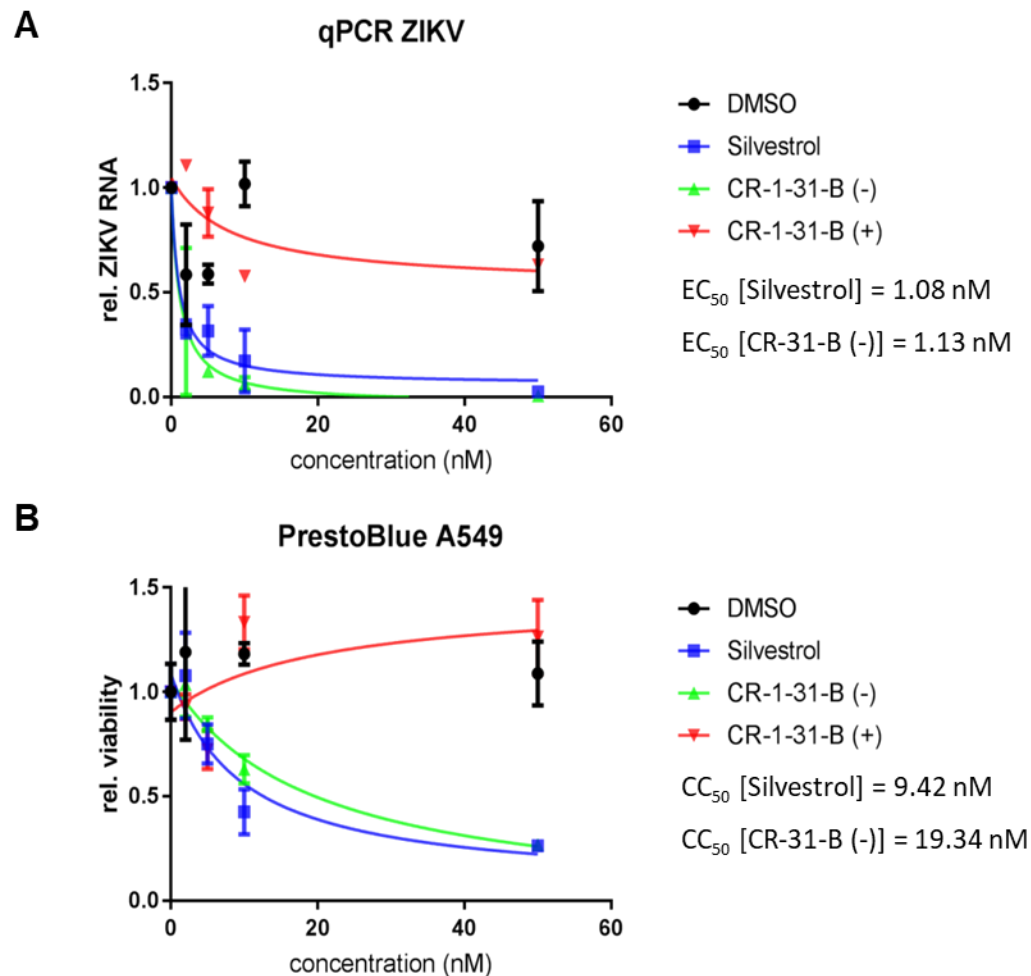 A
qPCR ZIKV
1.5
1.0
0.5
0.0
rel. ZIKV RNA
0
20
40
60
concentration (nM)
DMSO
Silvestrol
CR-1-31-B (-)
CR-1-31-B (+)
EC₅₀ [Silvestrol] = 1.08 nM
EC₅₀ [CR-31-B (-)] = 1.13 nM
B
PrestoBlue A549
1.5
1.0
0.5
0.0
rel. viability
0
20
40
60
concentration (nM)
DMSO
Silvestrol
CR-1-31-B (-)
CR-1-31-B (+)
CC₅₀ [Silvestrol] = 9.42 nM
CC₅₀ [CR-31-B (-)] = 19.34 nM